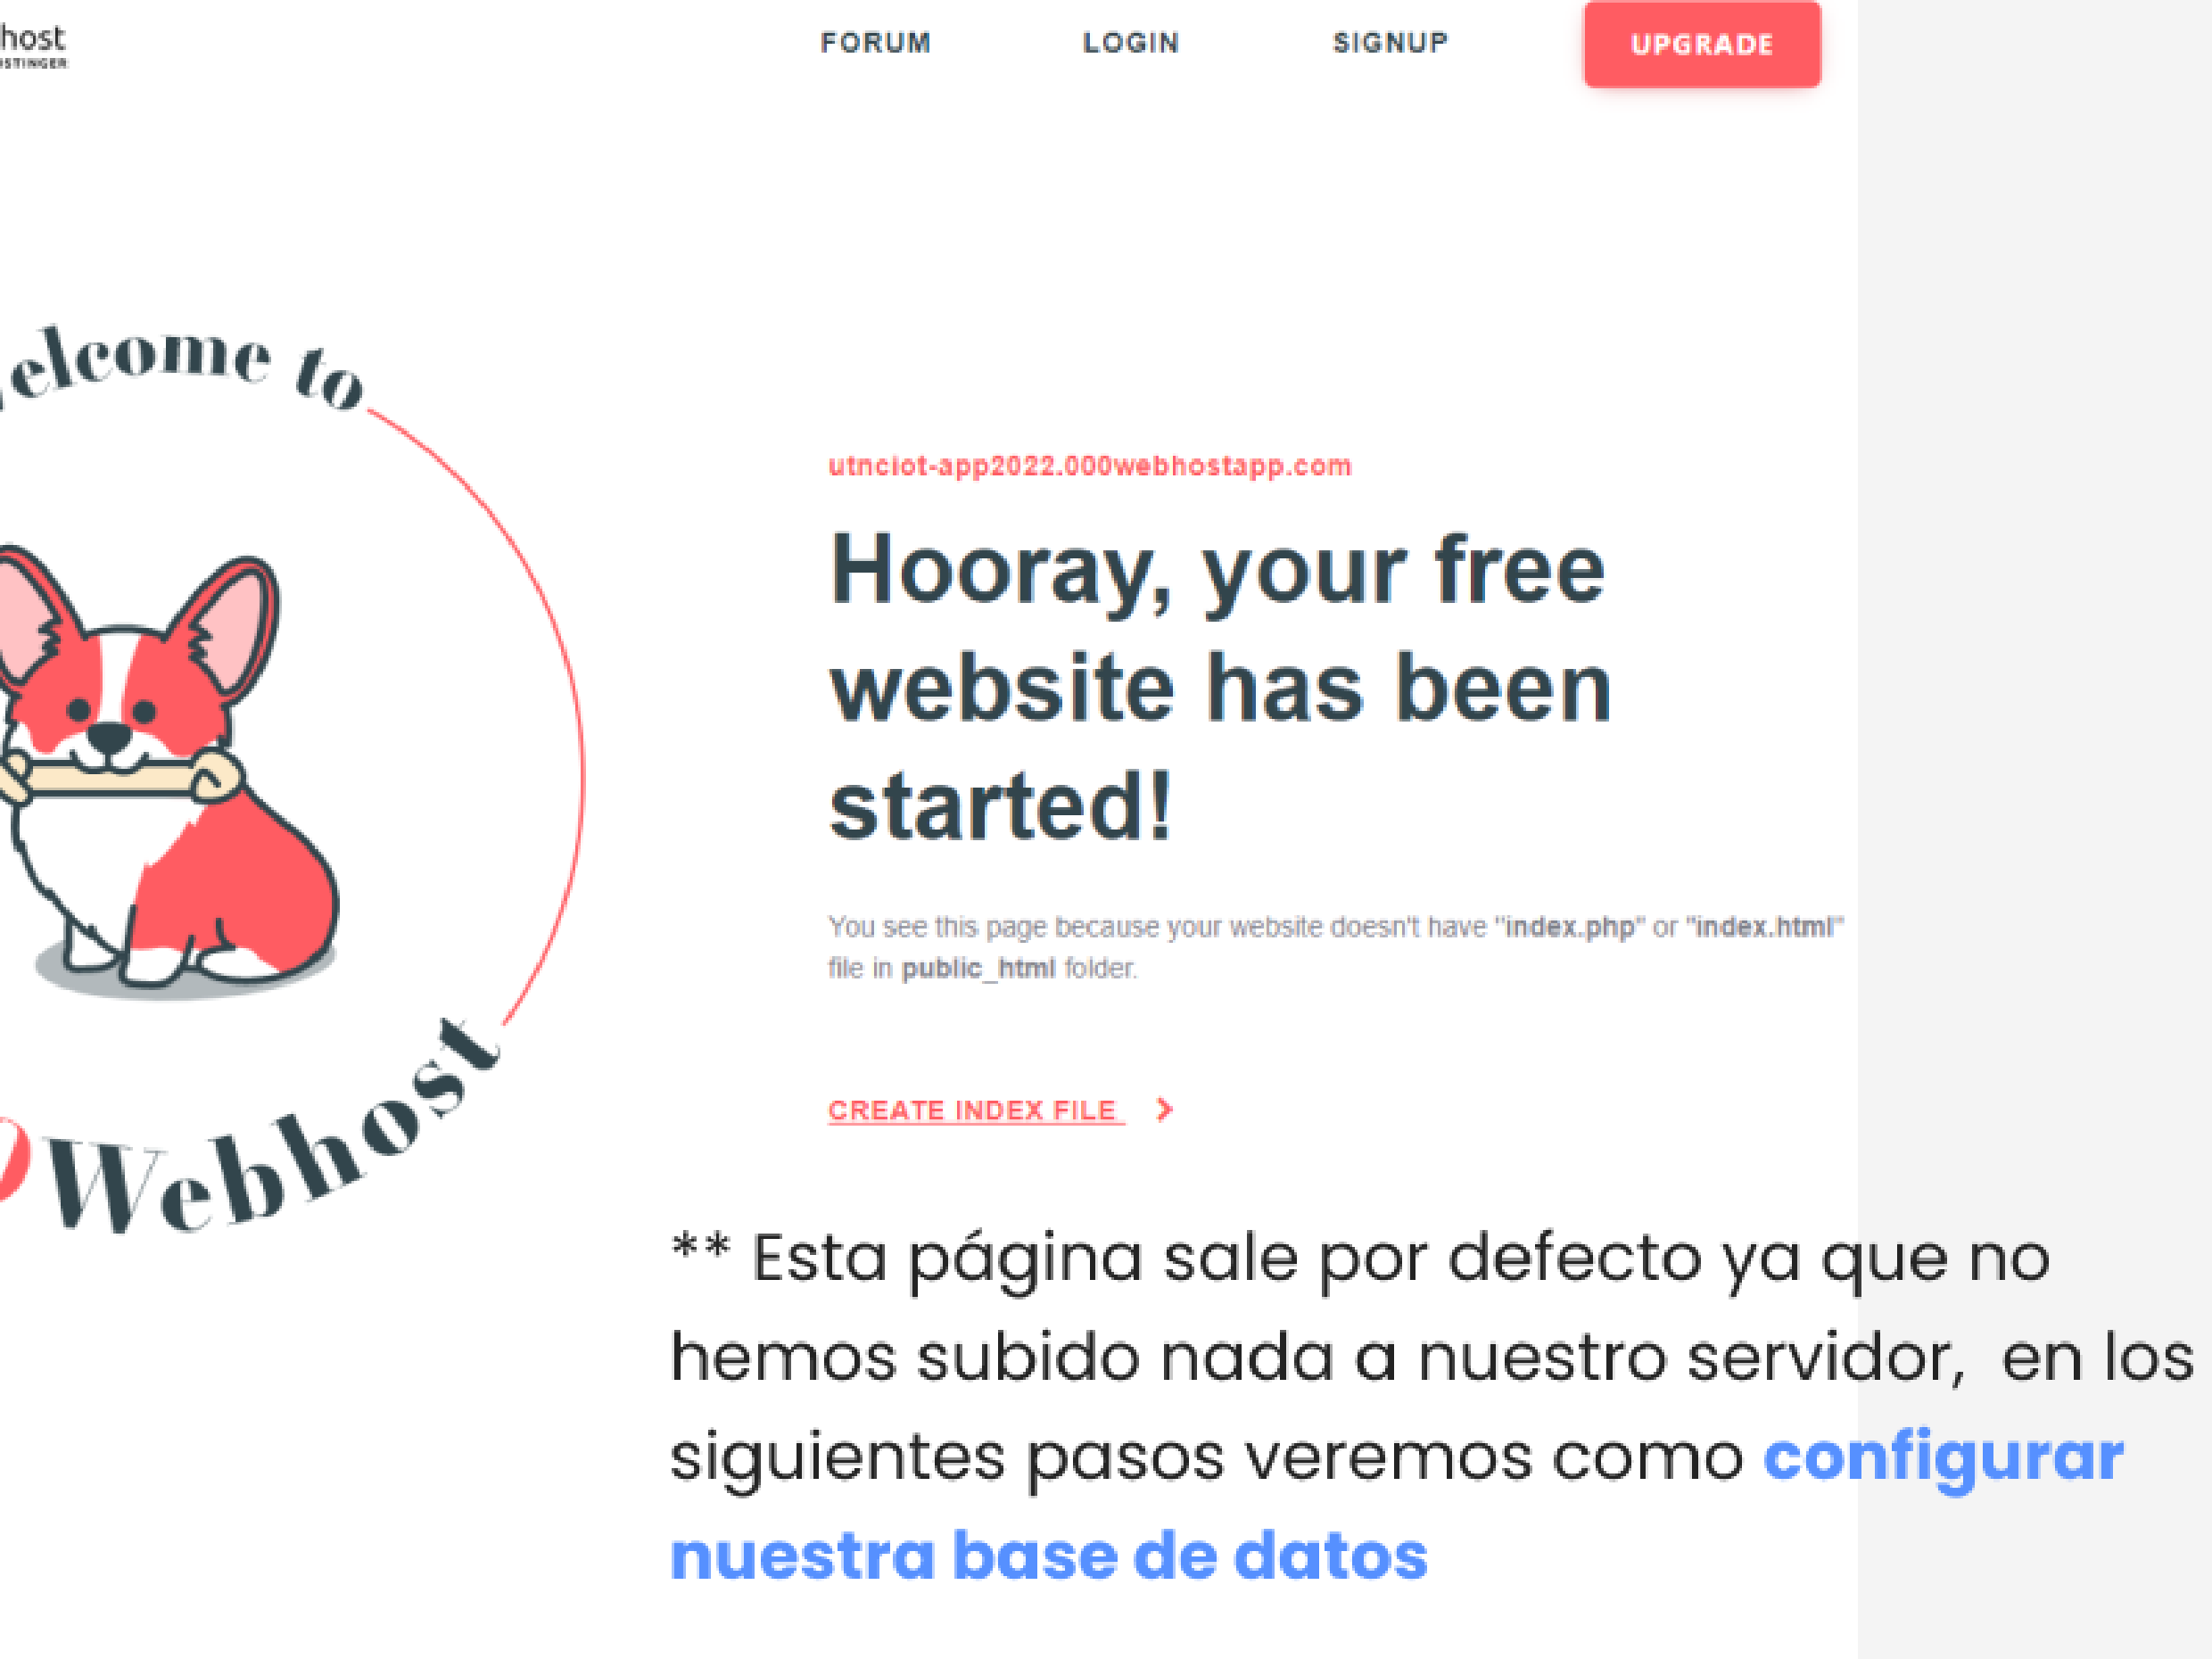 host
FORUM LOGIN SIGNUP UPGRADE
HOSTINGER
elcome to
utnciot-app2022.000webhostapp.com
Hooray, your free
website has been
started!
You see this page because your website doesn't have "index.php" or "index.html"
file in public_html folder.
CREATE INDEX FILE
Webhost
** Esta página sale por defecto ya que no
hemos subido nada a nuestro servidor, en los
siguientes pasos veremos como configurar
nuestra base de datos